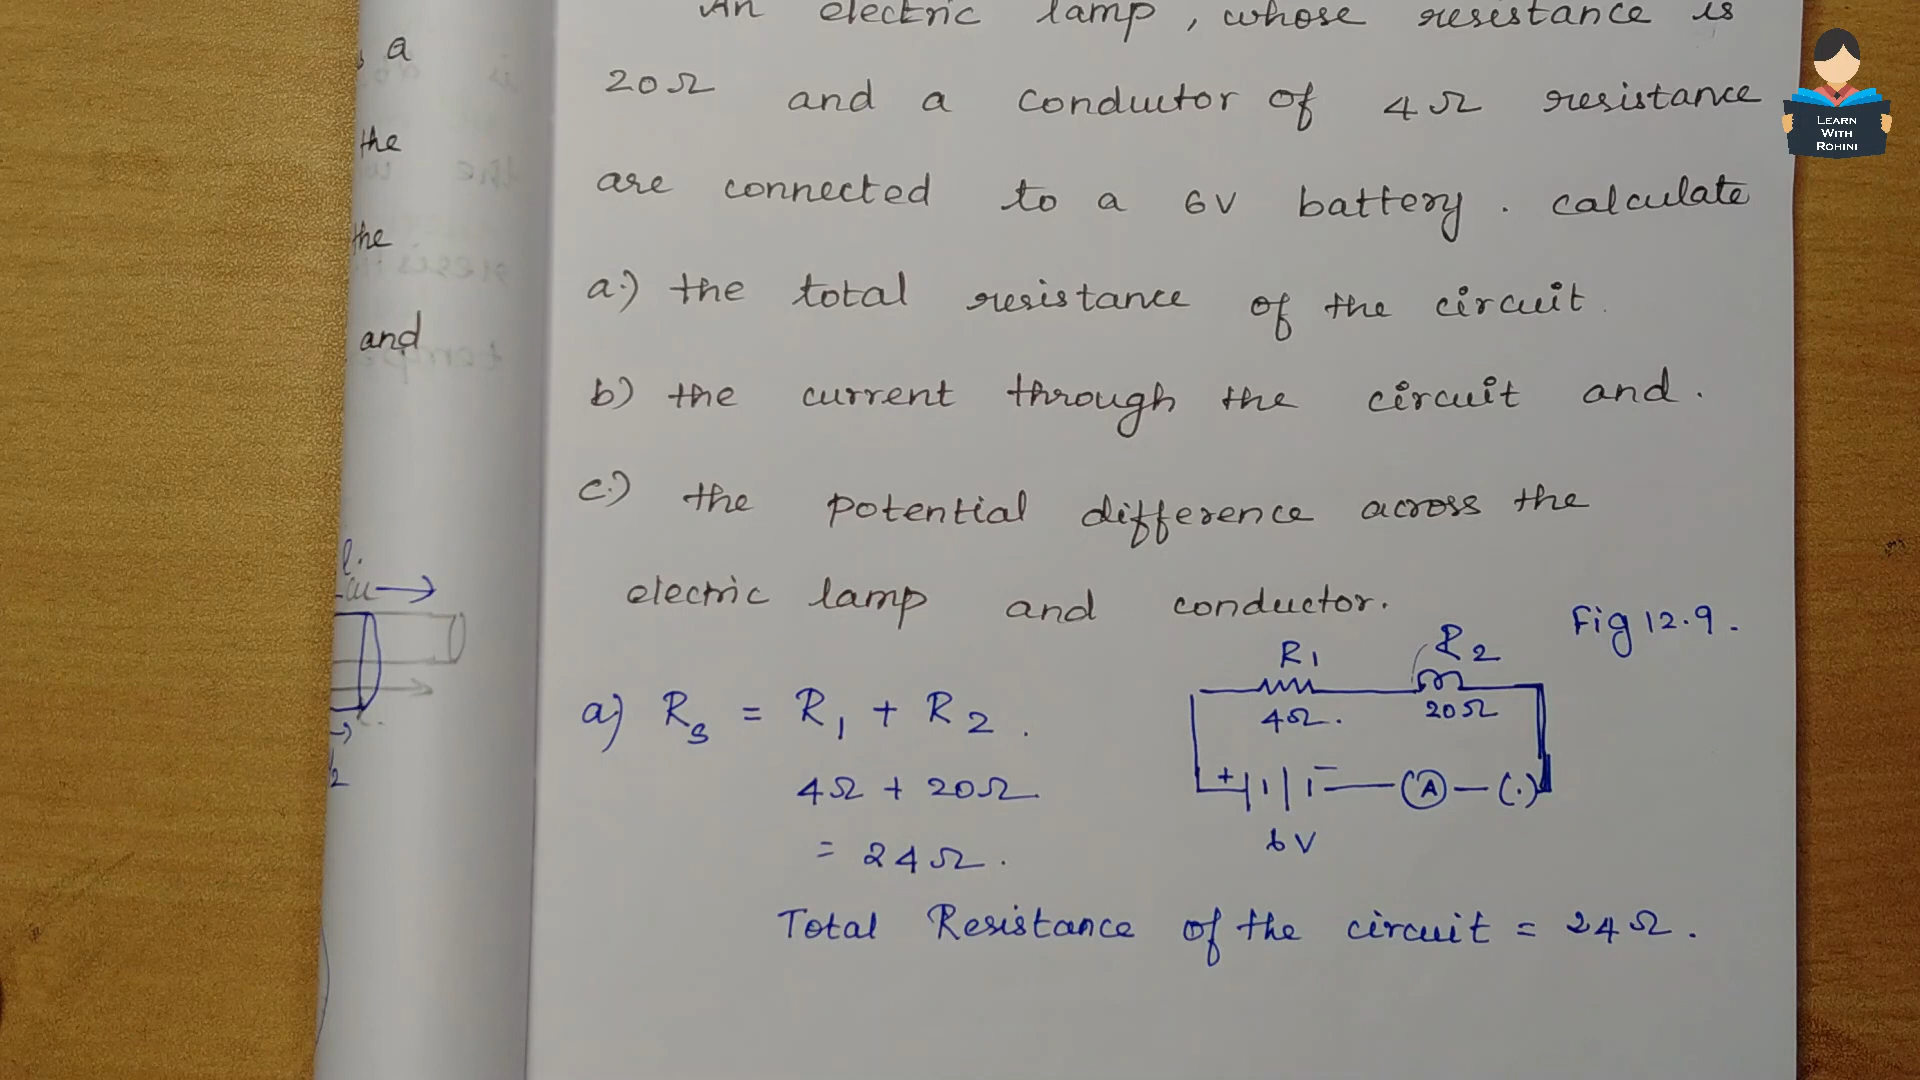 a
the
the
and
l.
An electric lamp, whose resistance is
20Ω and a conductor of 4Ω resistance
are connected to a 6V battery. calculate
a.) the total resistance of the circuit.
b) the current through the circuit and.
c.) the potential difference across the
electric lamp and conductor.
Fig 12.9.
R1 R2
4Ω. 20Ω
+ −
A (.)
6V
a) Rs = R1 + R2.
4Ω + 20Ω.
= 24Ω.
Total Resistance of the circuit = 24Ω.
LEARN
WITH
ROHINI